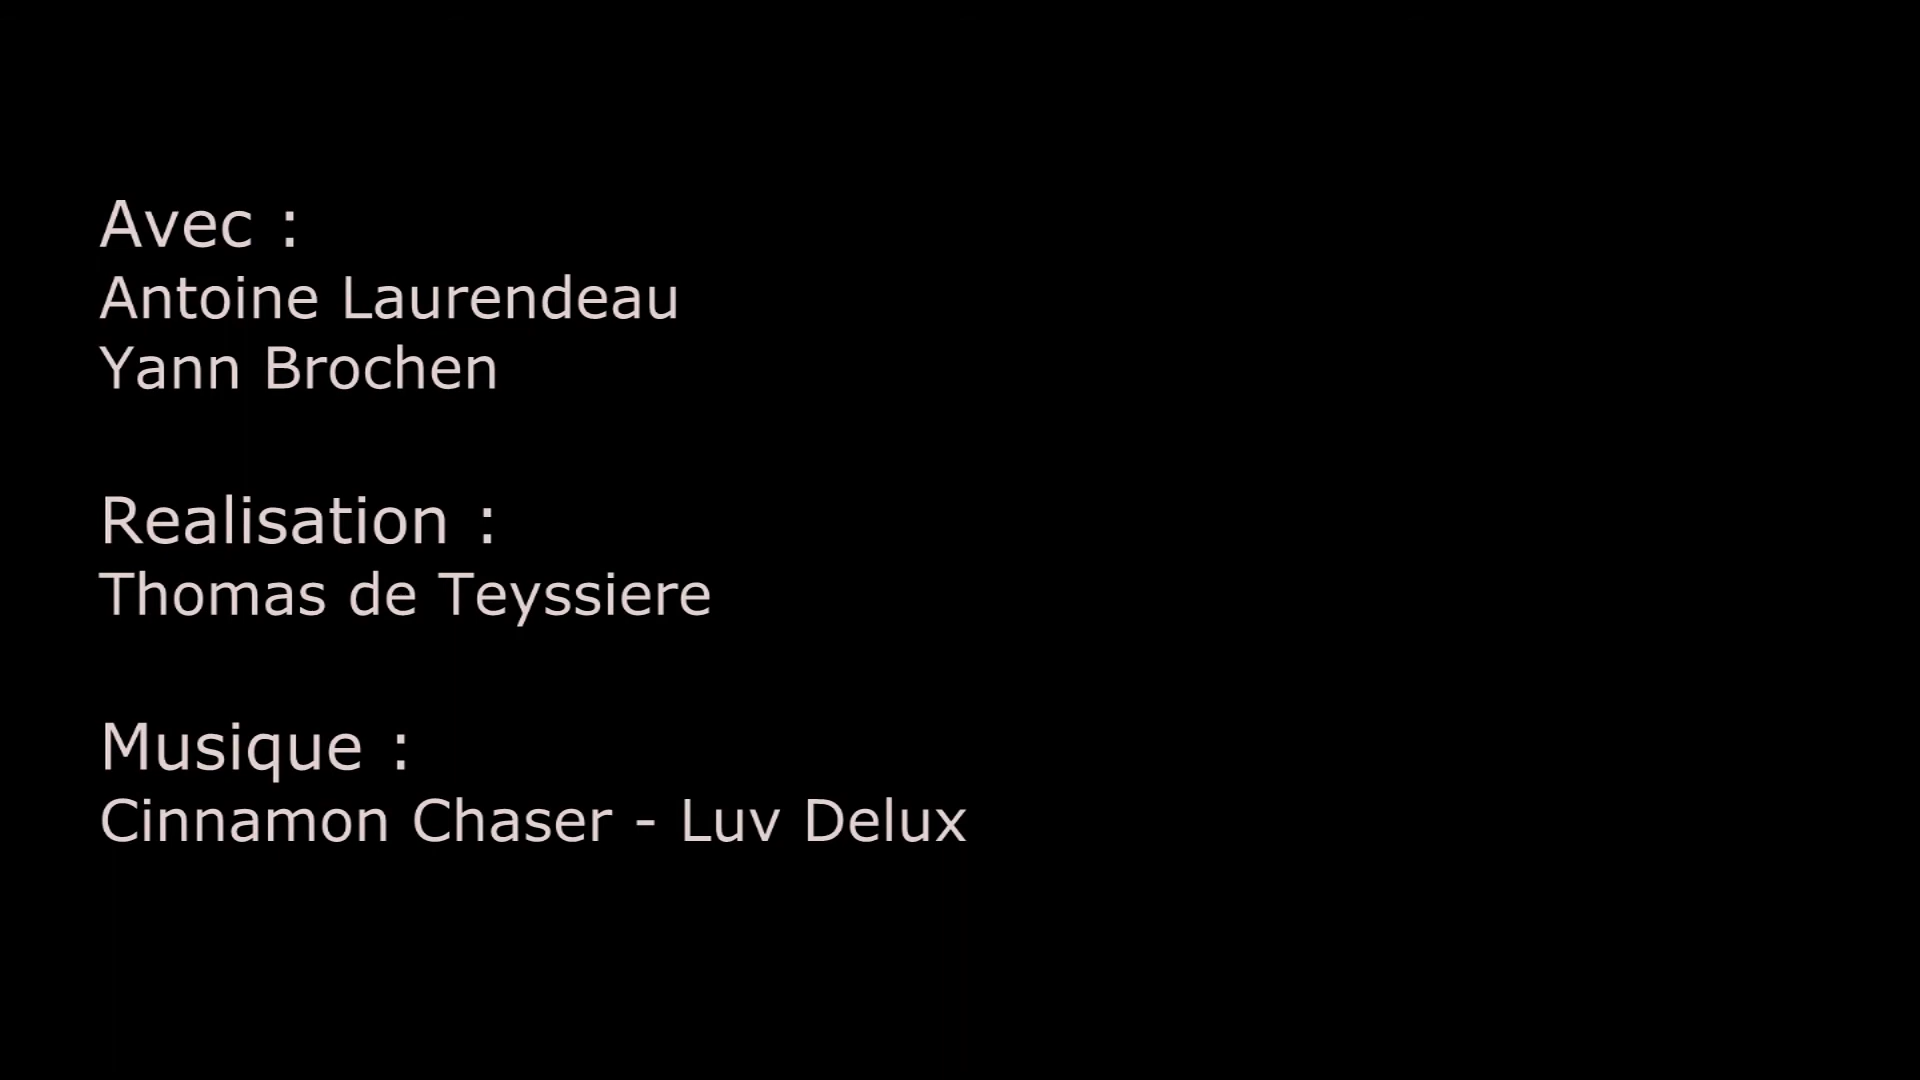 Avec :
Antoine Laurendeau
Yann Brochen
Realisation :
Thomas de Teyssiere
Musique :
Cinnamon Chaser - Luv Delux